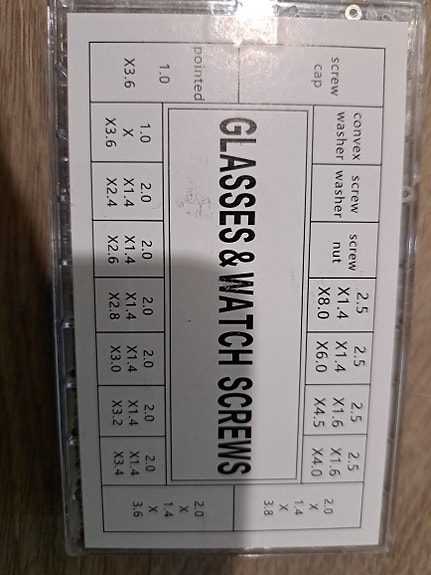 screw
cap
convex
washer
screw
washer
screw
nut
2.5
X1.4
X8.0
2.5
X1.4
X6.0
2.5
X1.6
X4.5
2.5
X1.6
X4.0
2.0
X
1.4
X
3.8
GLASSES & WATCH SCREWS
pointed
1.0
X3.6
1.0
X
X3.6
2.0
X1.4
X2.4
2.0
X1.4
X2.6
2.0
X1.4
X2.8
2.0
X1.4
X3.0
2.0
X1.4
X3.2
2.0
X1.4
X3.4
2.0
X
1.4
X
3.6